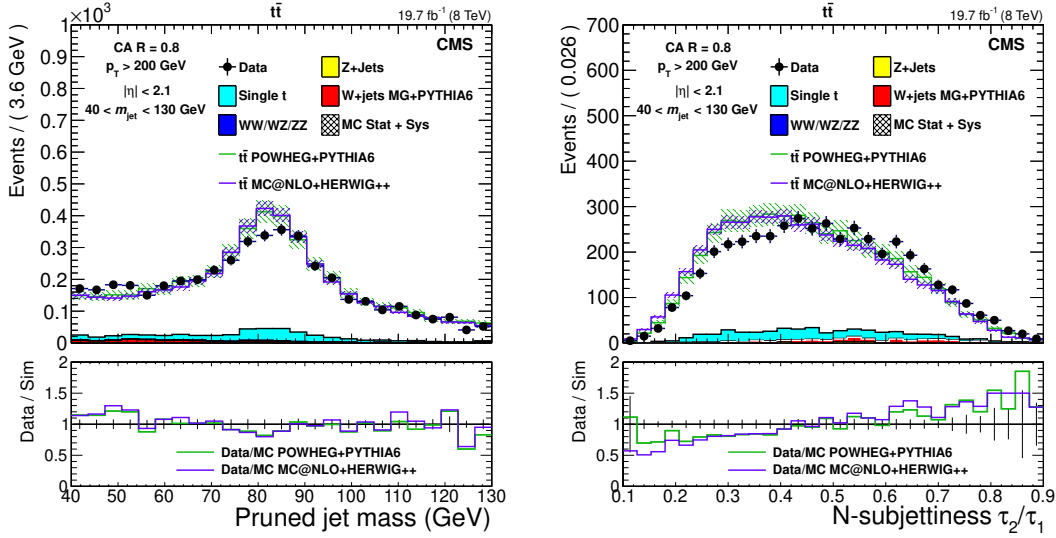 ×10³
tt̄
19.7 fb⁻¹ (8 TeV)
CMS
CA R = 0.8
p_T > 200 GeV
|η| < 2.1
40 < m_jet < 130 GeV
Data
Z+Jets
Single t
W+jets MG+PYTHIA6
WW/WZ/ZZ
MC Stat + Sys
tt̄ POWHEG+PYTHIA6
tt̄ MC@NLO+HERWIG++
Events / ( 3.6 GeV )
1
0.9
0.8
0.7
0.6
0.5
0.4
0.3
0.2
0.1
0
Data / Sim
2
1.5
1
0.5
0
Data/MC POWHEG+PYTHIA6
Data/MC MC@NLO+HERWIG++
40 50 60 70 80 90 100 110 120 130
Pruned jet mass (GeV)
tt̄
19.7 fb⁻¹ (8 TeV)
CMS
CA R = 0.8
p_T > 200 GeV
|η| < 2.1
40 < m_jet < 130 GeV
Data
Z+Jets
Single t
W+jets MG+PYTHIA6
WW/WZ/ZZ
MC Stat + Sys
tt̄ POWHEG+PYTHIA6
tt̄ MC@NLO+HERWIG++
Events / ( 0.026 )
700
600
500
400
300
200
100
0
Data / Sim
2
1.5
1
0.5
0
Data/MC POWHEG+PYTHIA6
Data/MC MC@NLO+HERWIG++
0.1 0.2 0.3 0.4 0.5 0.6 0.7 0.8 0.9
N-subjettiness τ₂/τ₁